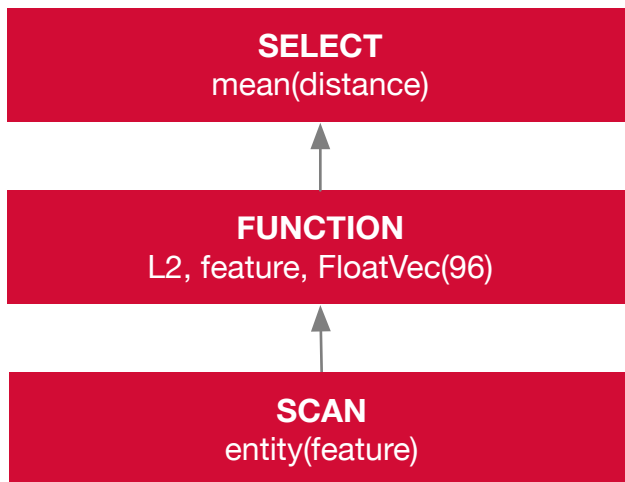 SELECT
mean(distance)
FUNCTION
L2, feature, FloatVec(96)
SCAN
entity(feature)